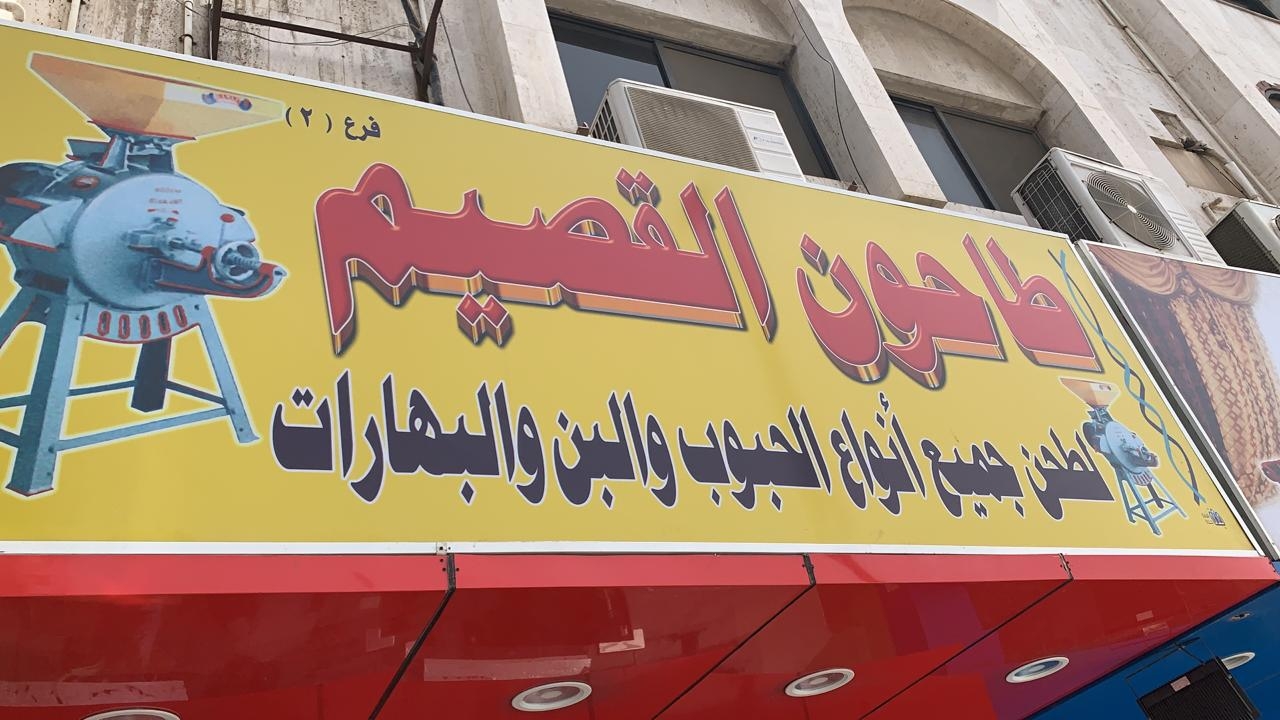 فرع (٢)
طاحون القصيم
لطحن جميع أنواع الحبوب والبن والبهارات